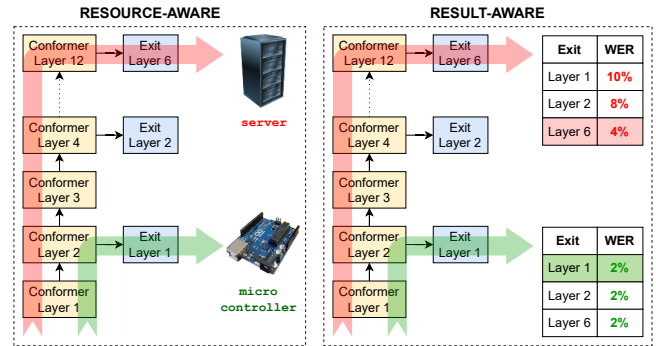 RESOURCE-AWARE
Conformer
Layer 12
Exit
Layer 6
server
Conformer
Layer 4
Exit
Layer 2
Conformer
Layer 3
Conformer
Layer 2
Exit
Layer 1
Conformer
Layer 1
micro
controller
RESULT-AWARE
Conformer
Layer 12
Exit
Layer 6
Conformer
Layer 4
Exit
Layer 2
Conformer
Layer 3
Conformer
Layer 2
Exit
Layer 1
Conformer
Layer 1
Exit WER
Layer 1 10%
Layer 2 8%
Layer 6 4%
Exit WER
Layer 1 2%
Layer 2 2%
Layer 6 2%